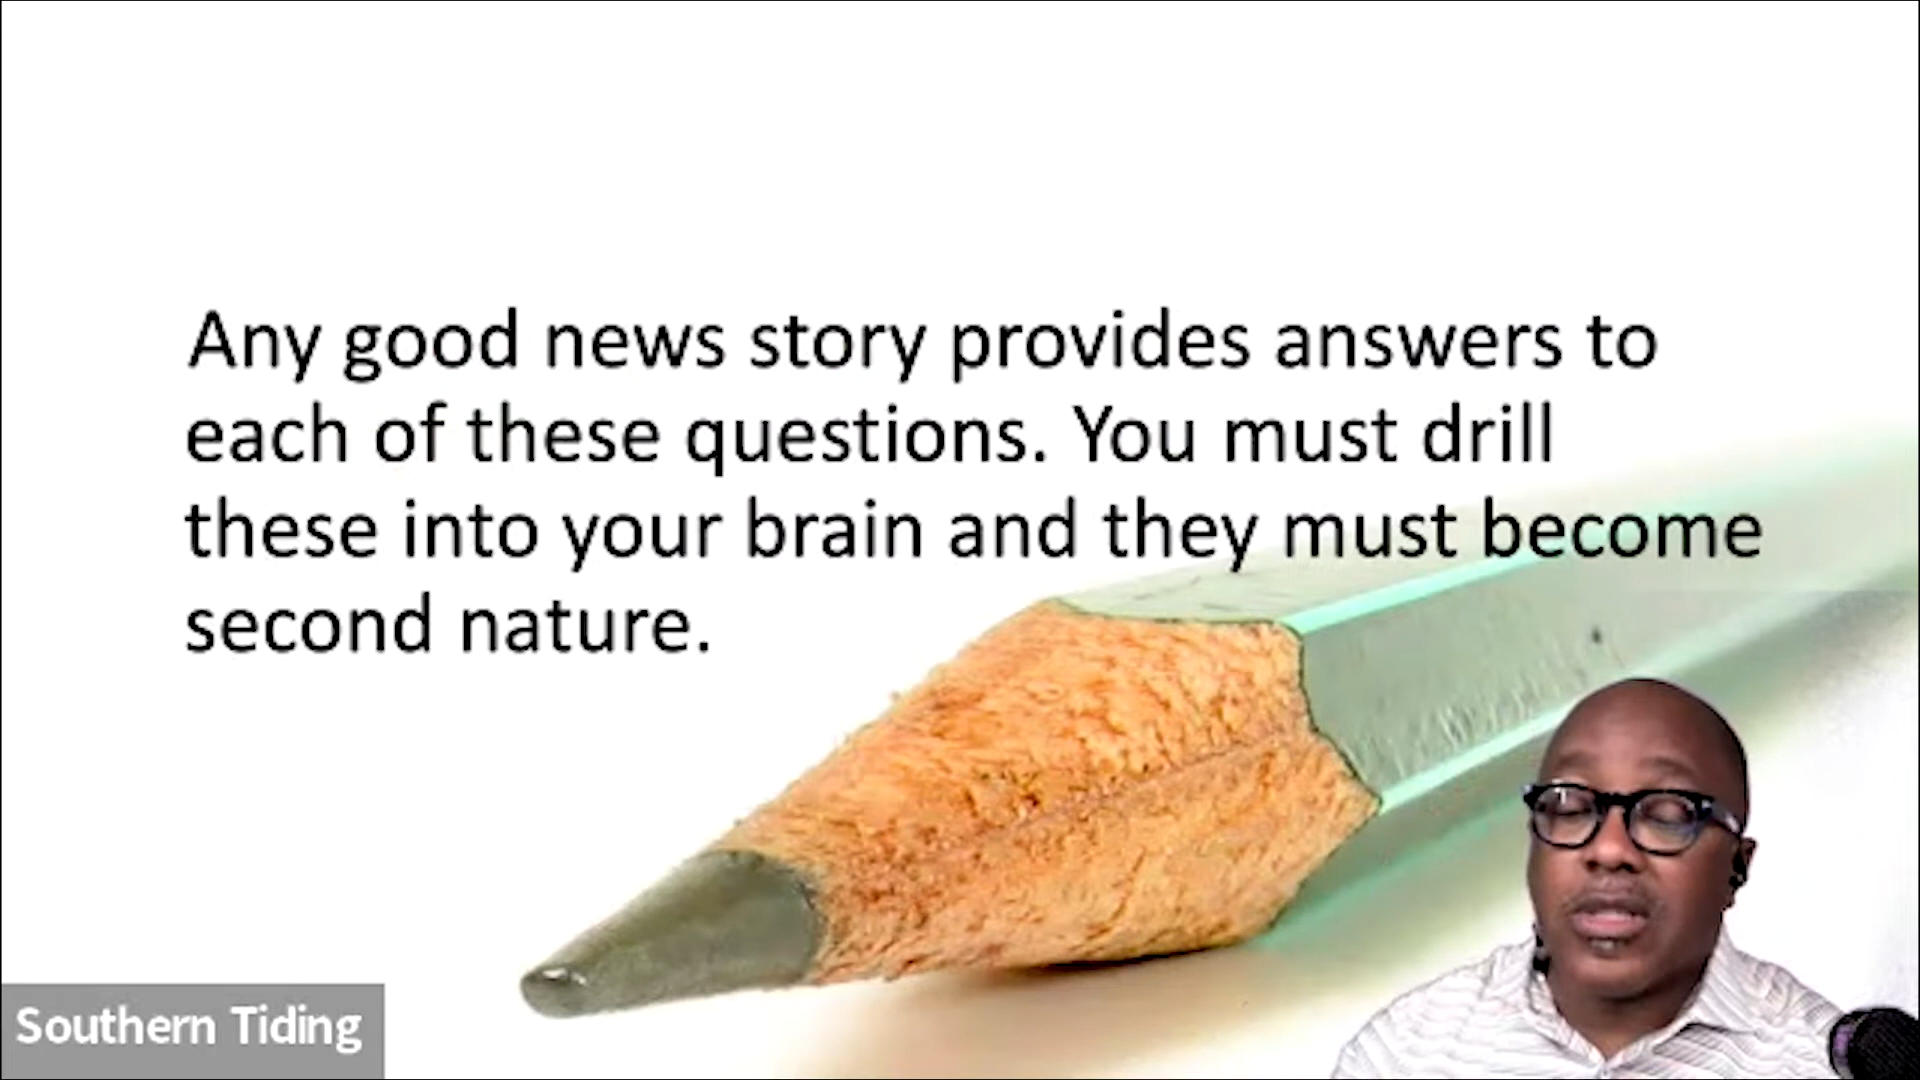 Any good news story provides answers to
each of these questions. You must drill
these into your brain and they must become
second nature.
Southern Tiding